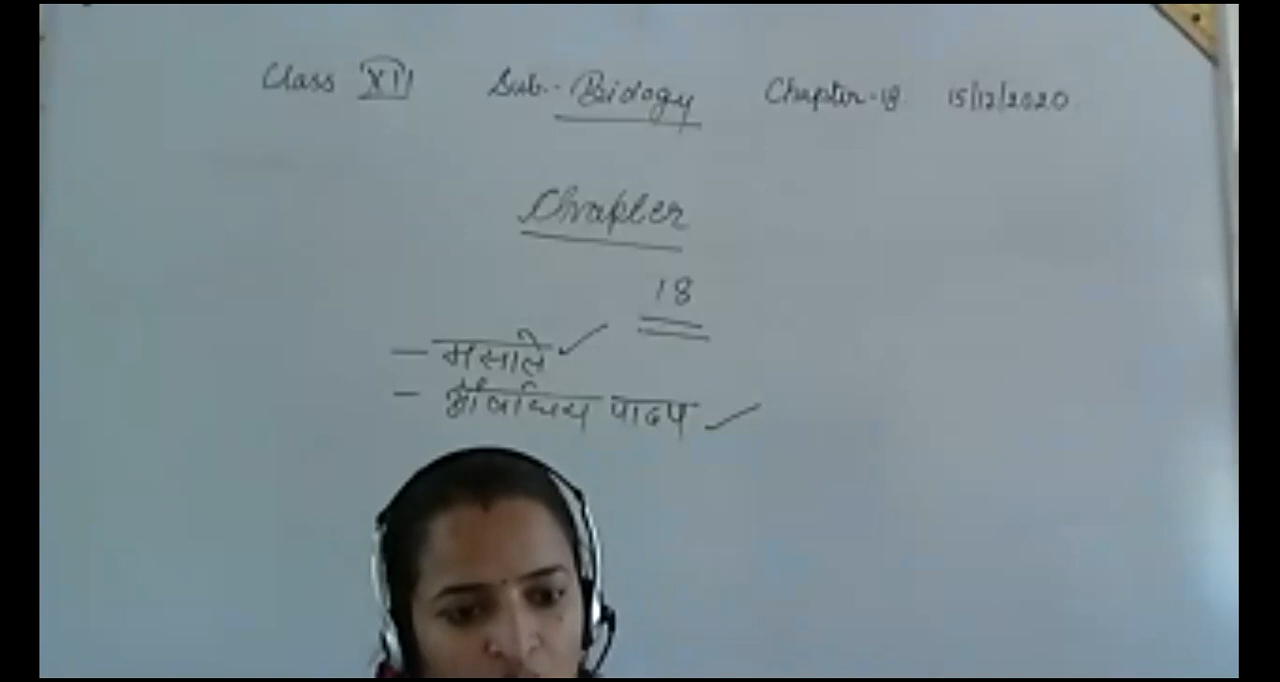 Class XII Sub.- Biology Chapter-18 15/12/2020
Chapter
18
- मसाले ✓
- औषधीय पादप ✓